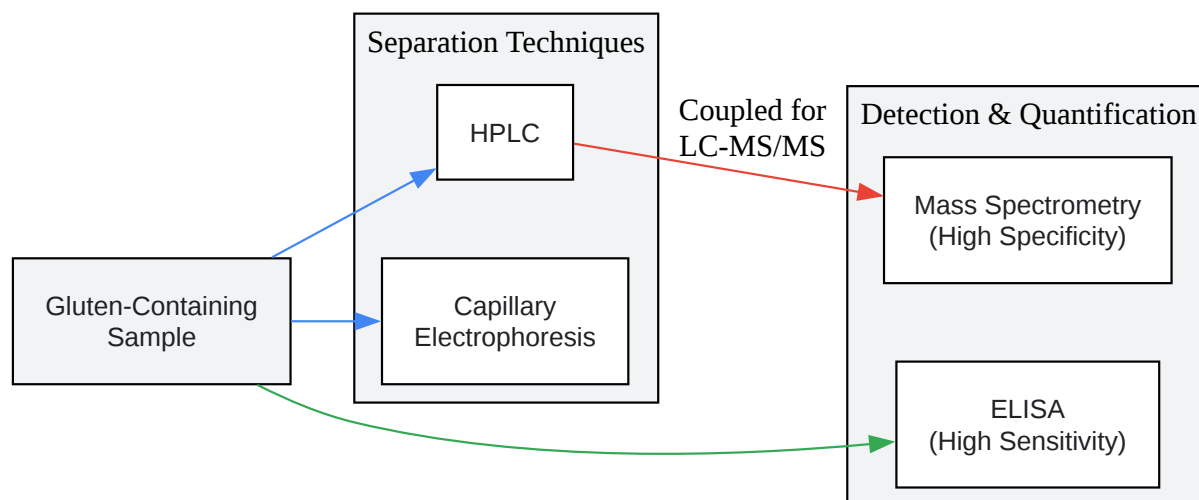 Separation Techniques
HPLC
Coupled for
LC-MS/MS
Detection & Quantification
Mass Spectrometry
(High Specificity)
Gluten-Containing
Sample
Capillary
Electrophoresis
ELISA
(High Sensitivity)